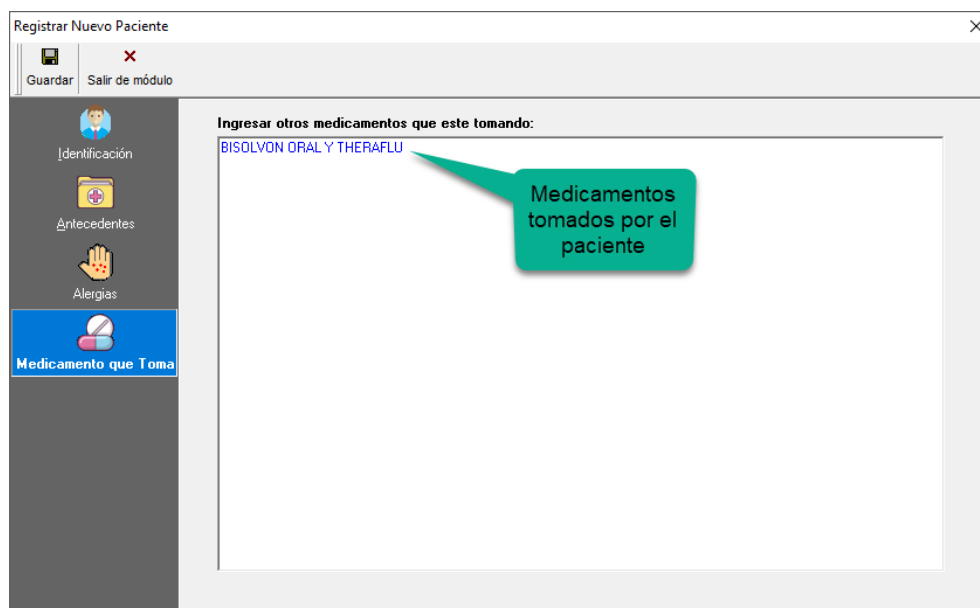 Registrar Nuevo Paciente
Guardar
Salir de módulo
Identificación
Antecedentes
Alergias
Medicamento que Toma
Ingresar otros medicamentos que este tomando:
BISOLVON ORAL Y THERAFLU
Medicamentos
tomados por el
paciente